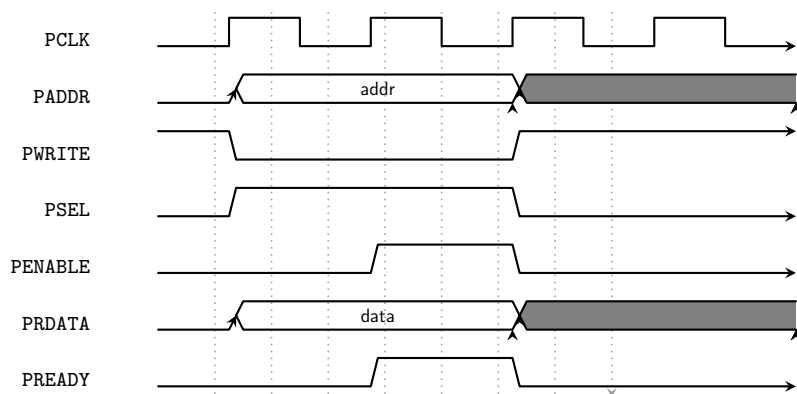 PCLK
PADDR addr
PWRITE
PSEL
PENABLE
PRDATA data
PREADY